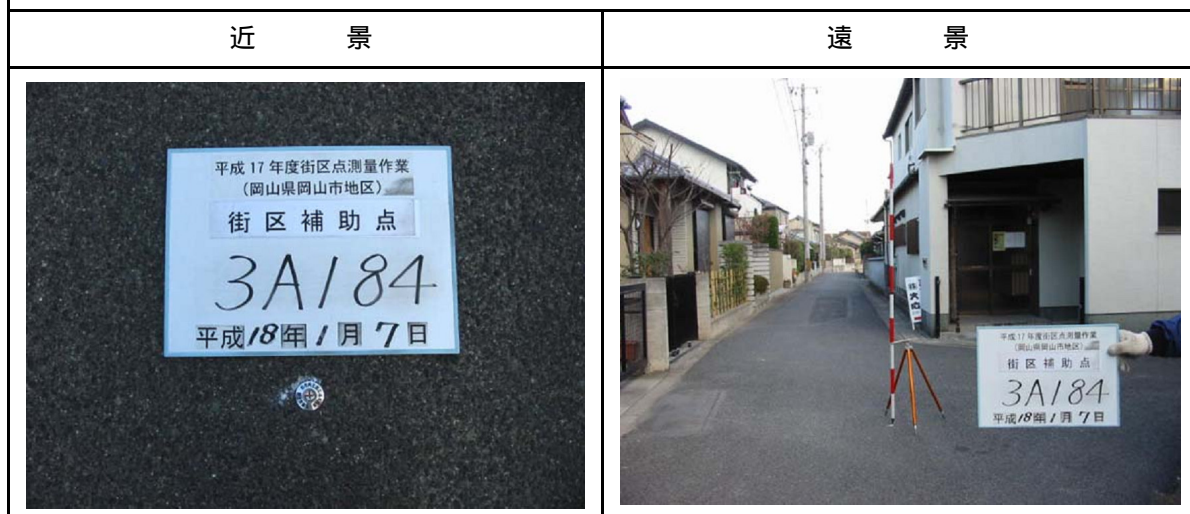 近 景
遠 景
平成17年度街区点測量作業
(岡山県岡山市地区)
街区補助点
3A184
平成18年1月7日
平成17年度街区点測量作業
(岡山県岡山市地区)
街区補助点
3A184
平成18年1月7日